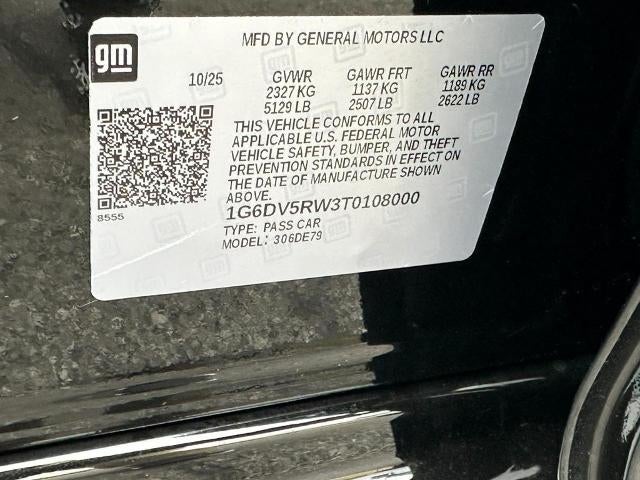 gm
MFD BY GENERAL MOTORS LLC
10/25 GVWR GAWR FRT GAWR RR
2327 KG 1137 KG 1189 KG
5129 LB 2507 LB 2622 LB
THIS VEHICLE CONFORMS TO ALL
APPLICABLE U.S. FEDERAL MOTOR
VEHICLE SAFETY, BUMPER, AND THEFT
PREVENTION STANDARDS IN EFFECT ON
THE DATE OF MANUFACTURE SHOWN
ABOVE.
8555
1G6DV5RW3T0108000
TYPE: PASS CAR
MODEL: 306DE79